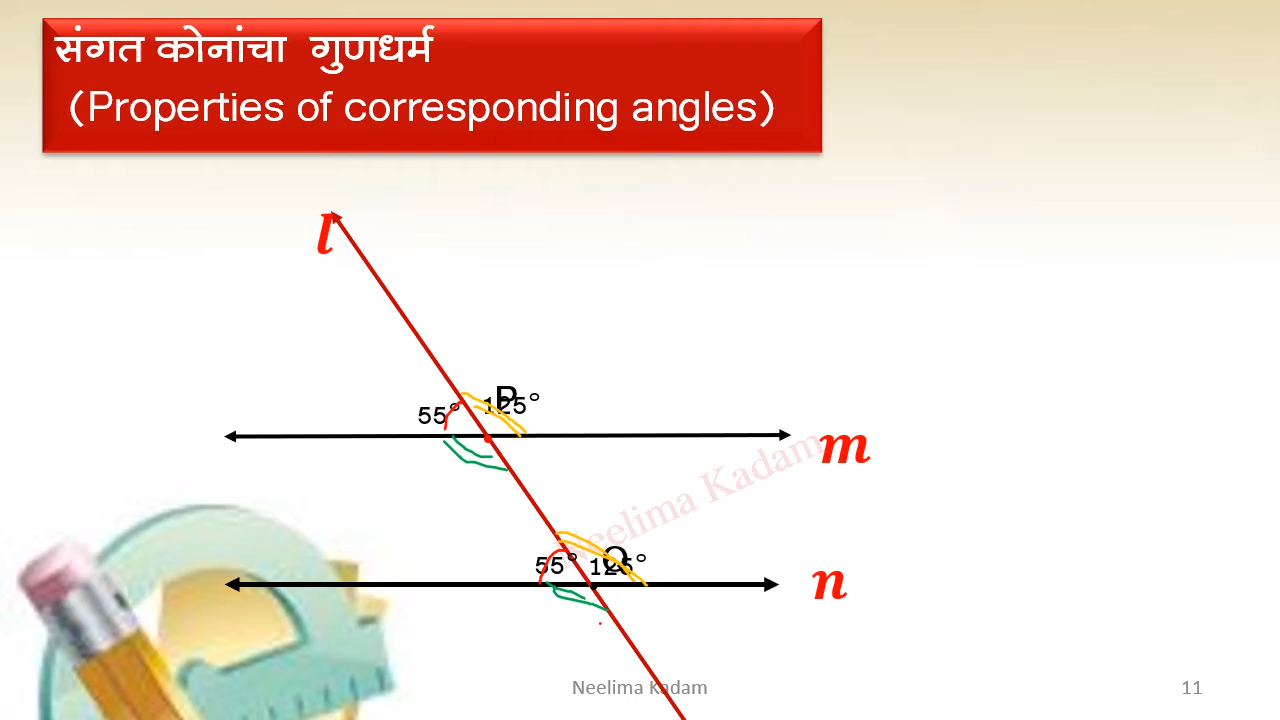 संगत कोनांचा गुणधर्म
(Properties of corresponding angles)
l
P
55° 125°
m
Neelima Kadam
Q
55° 125°
n
Neelima Kadam
11